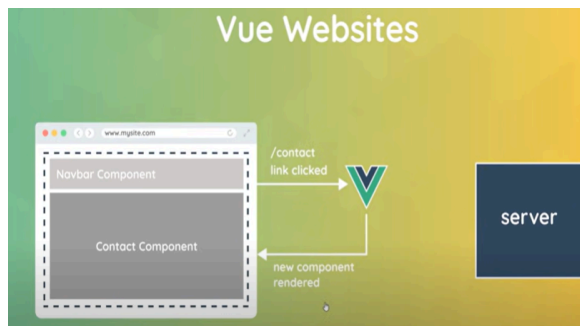 Vue Websites
www.mysite.com
/contact
link clicked
Navbar Component
Contact Component
server
new component
rendered